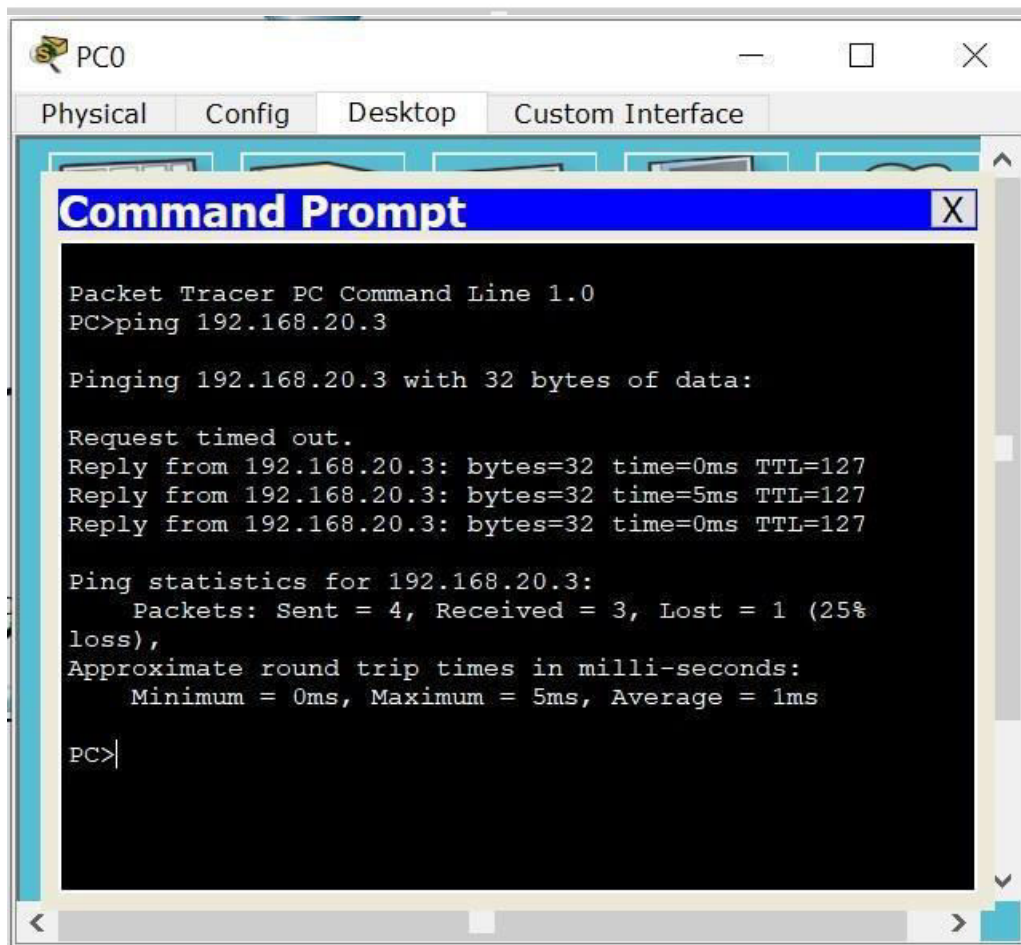 PC0
Physical Config Desktop Custom Interface
Command Prompt X
Packet Tracer PC Command Line 1.0
PC>ping 192.168.20.3
Pinging 192.168.20.3 with 32 bytes of data:
Request timed out.
Reply from 192.168.20.3: bytes=32 time=0ms TTL=127
Reply from 192.168.20.3: bytes=32 time=5ms TTL=127
Reply from 192.168.20.3: bytes=32 time=0ms TTL=127
Ping statistics for 192.168.20.3:
    Packets: Sent = 4, Received = 3, Lost = 1 (25%
loss),
Approximate round trip times in milli-seconds:
    Minimum = 0ms, Maximum = 5ms, Average = 1ms
PC>